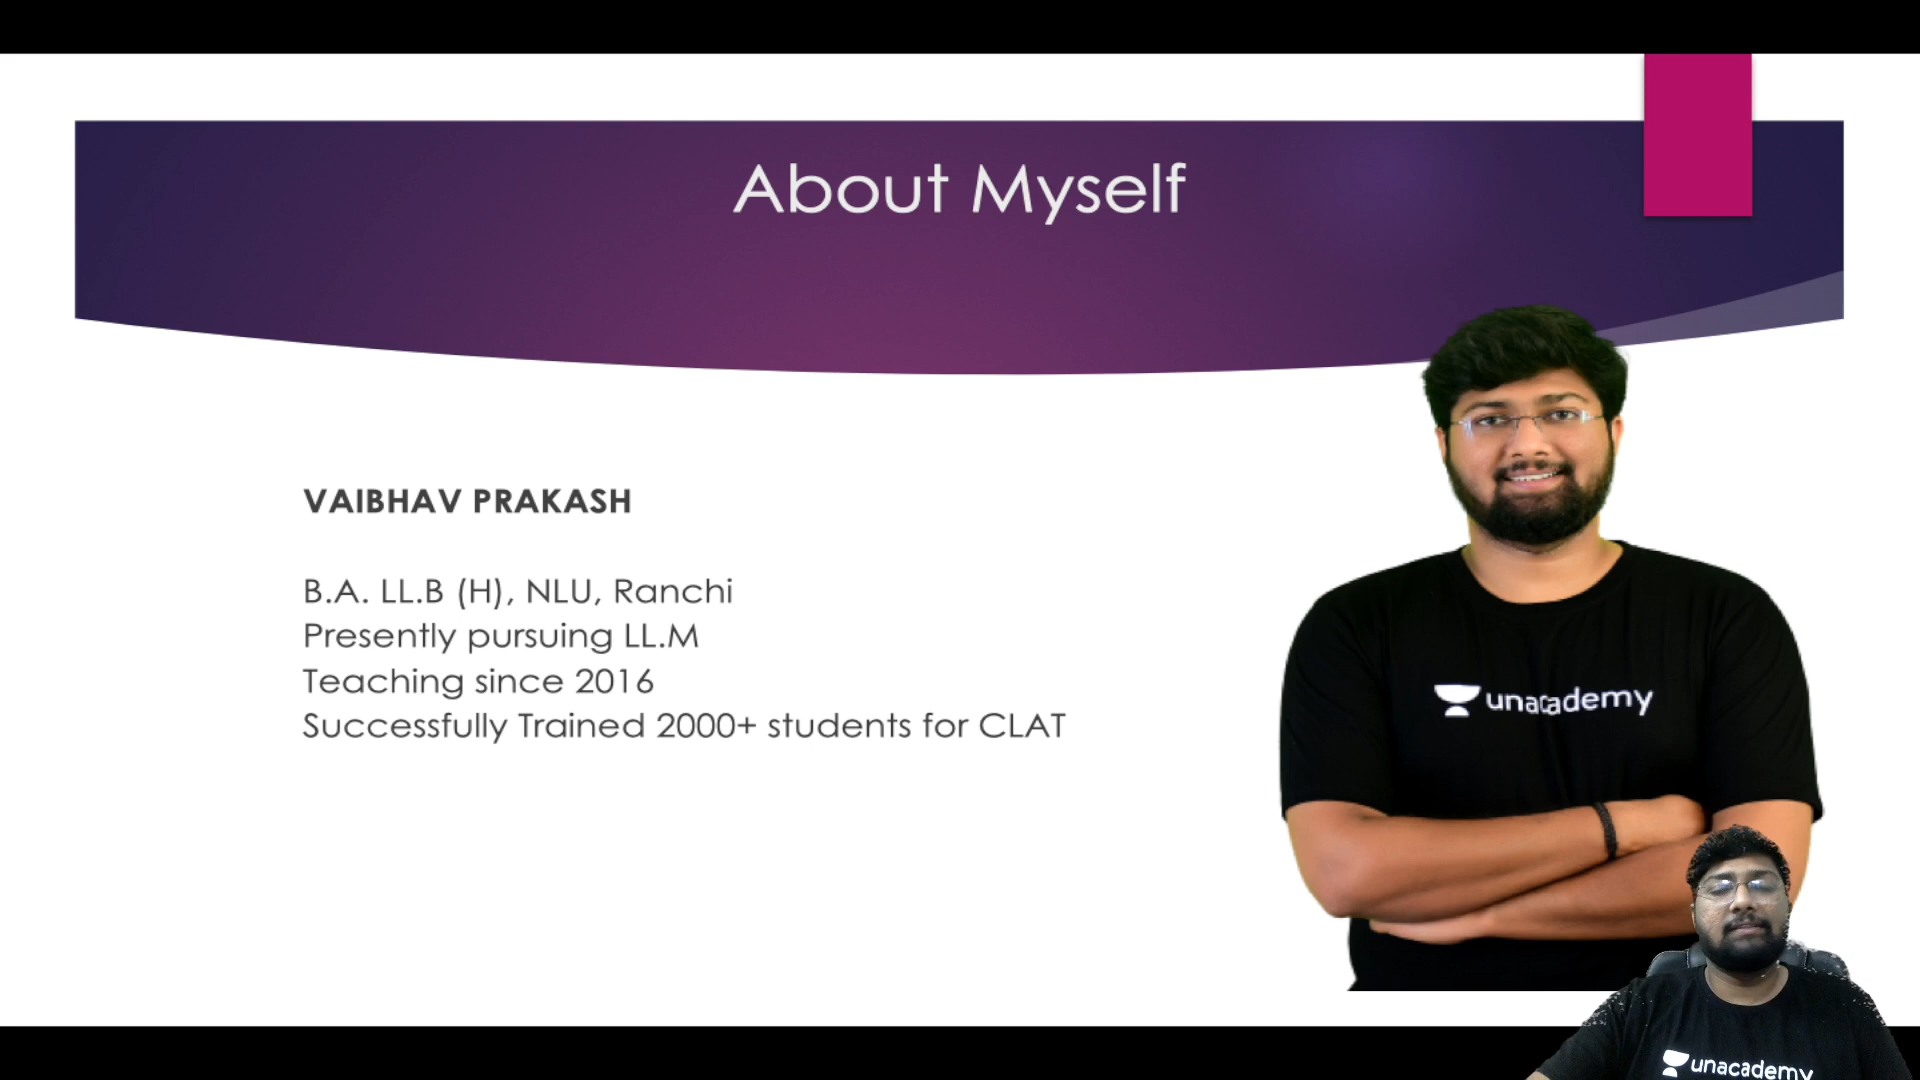 About Myself
VAIBHAV PRAKASH
B.A. LL.B (H), NLU, Ranchi
Presently pursuing LL.M
Teaching since 2016
Successfully Trained 2000+ students for CLAT
unacademy
unacademy